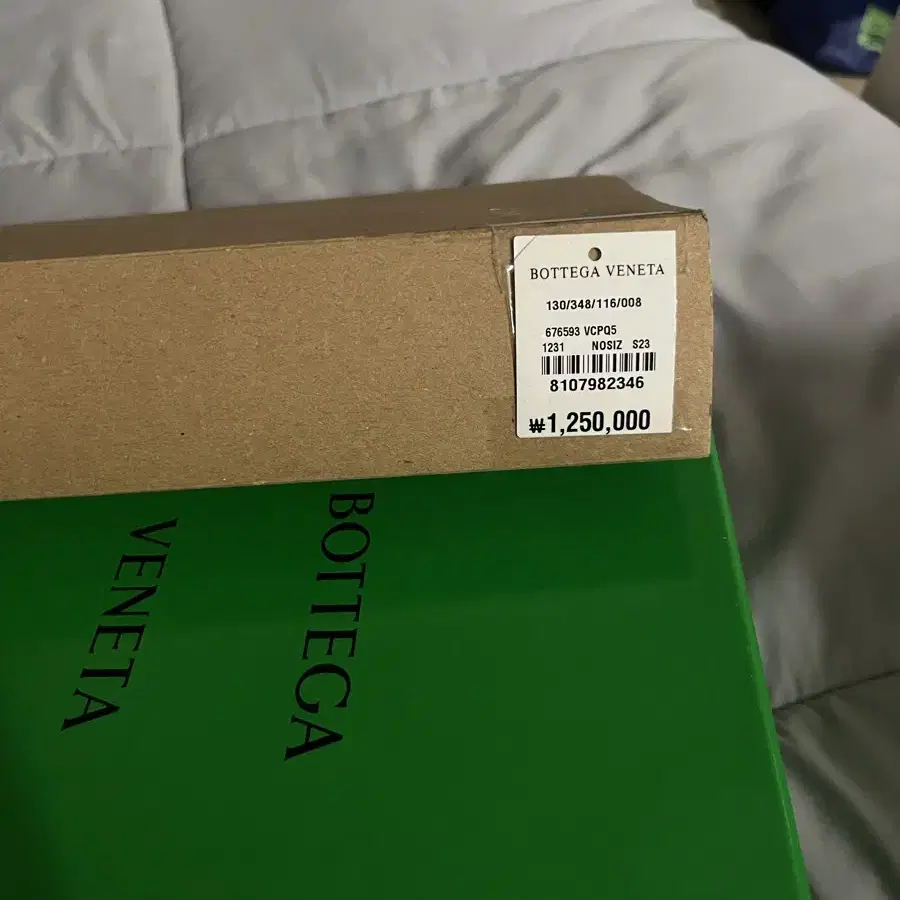 BOTTEGA VENETA
130/348/116/008
676593 VCPQ5
1231 NOSIZ S23
8107982346
₩1,250,000
BOTTEGA
VENETA